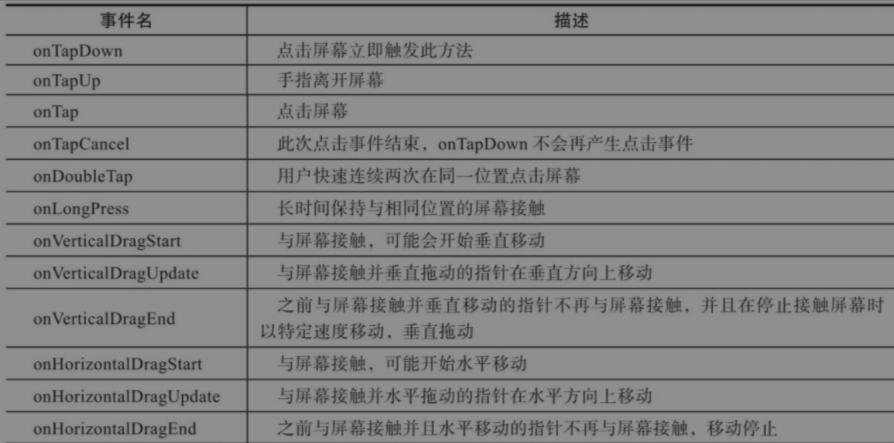 事件名 描述
onTapDown 点击屏幕立即触发此方法
onTapUp 手指离开屏幕
onTap 点击屏幕
onTapCancel 此次点击事件结束，onTapDown 不会再产生点击事件
onDoubleTap 用户快速连续两次在同一位置点击屏幕
onLongPress 长时间保持与相同位置的屏幕接触
onVerticalDragStart 与屏幕接触，可能会开始垂直移动
onVerticalDragUpdate 与屏幕接触并垂直拖动的指针在垂直方向上移动
onVerticalDragEnd 之前与屏幕接触并垂直移动的指针不再与屏幕接触，并且在停止接触屏幕时
以特定速度移动，垂直拖动
onHorizontalDragStart 与屏幕接触，可能开始水平移动
onHorizontalDragUpdate 与屏幕接触并水平拖动的指针在水平方向上移动
onHorizontalDragEnd 之前与屏幕接触并且水平移动的指针不再与屏幕接触，移动停止